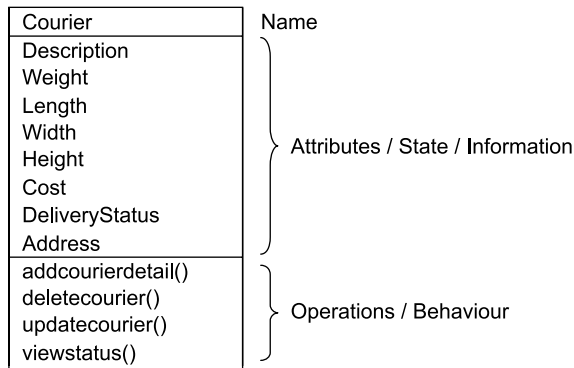 Courier Name
Description
Weight
Length
Width
Height
Cost
DeliveryStatus
Address
Attributes / State / Information
addcourierdetail()
deletecourier()
updatecourier()
viewstatus()
Operations / Behaviour